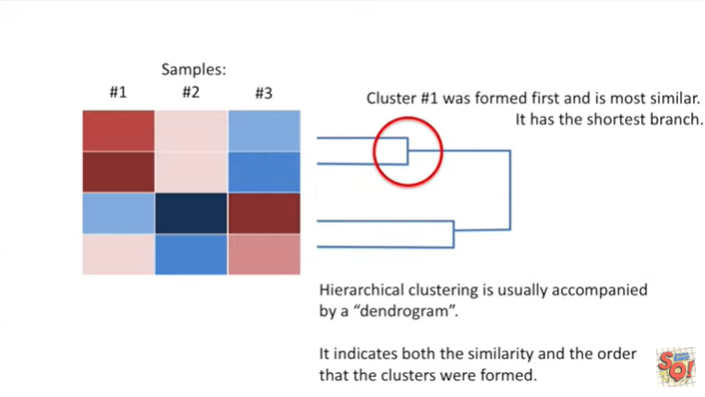 Samples:
#1 #2 #3
Cluster #1 was formed first and is most similar.
It has the shortest branch.
Hierarchical clustering is usually accompanied
by a “dendrogram”.
It indicates both the similarity and the order
that the clusters were formed.
SQ!